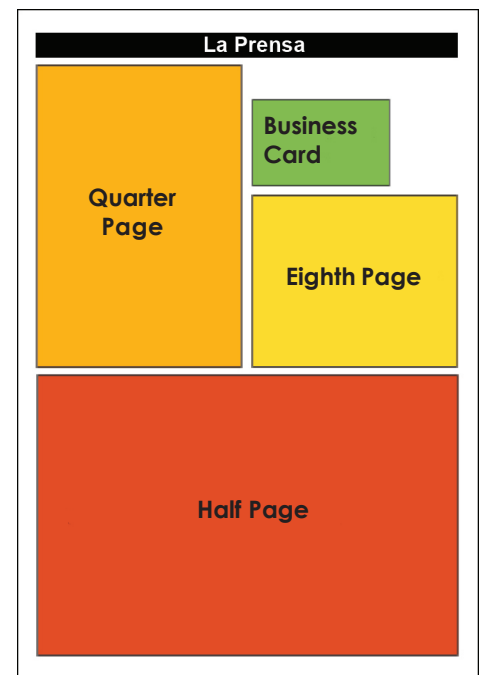 La Prensa
Business
Card
Quarter
Page
Eighth Page
Half Page